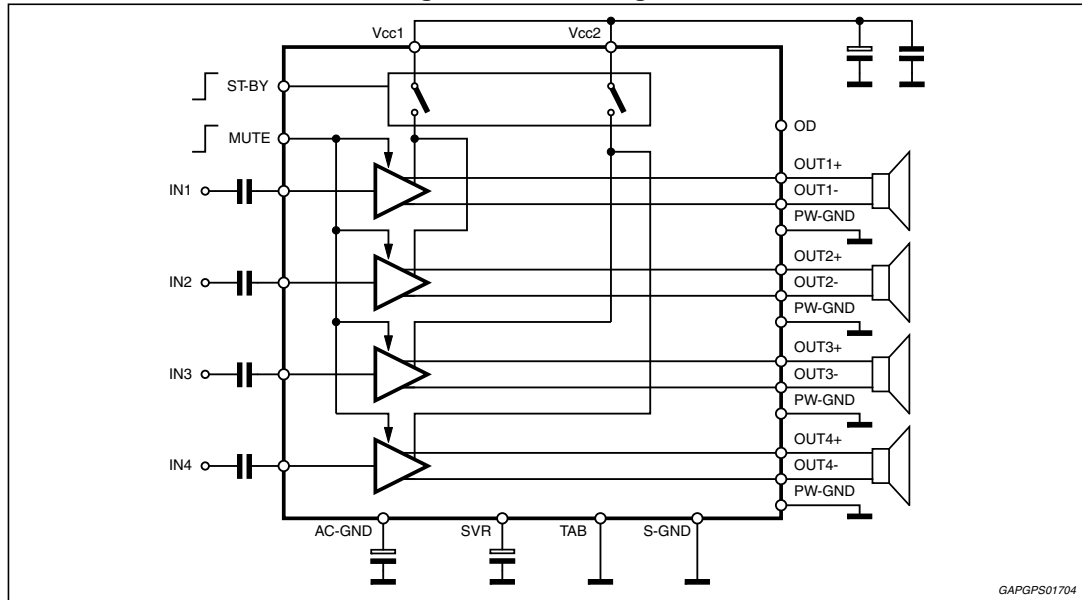 Vcc1
Vcc2
ST-BY
MUTE
OD
OUT1+
IN1
OUT1-
PW-GND
OUT2+
IN2
OUT2-
PW-GND
OUT3+
IN3
OUT3-
PW-GND
OUT4+
IN4
OUT4-
PW-GND
AC-GND
SVR
TAB
S-GND
GAPGPS01704